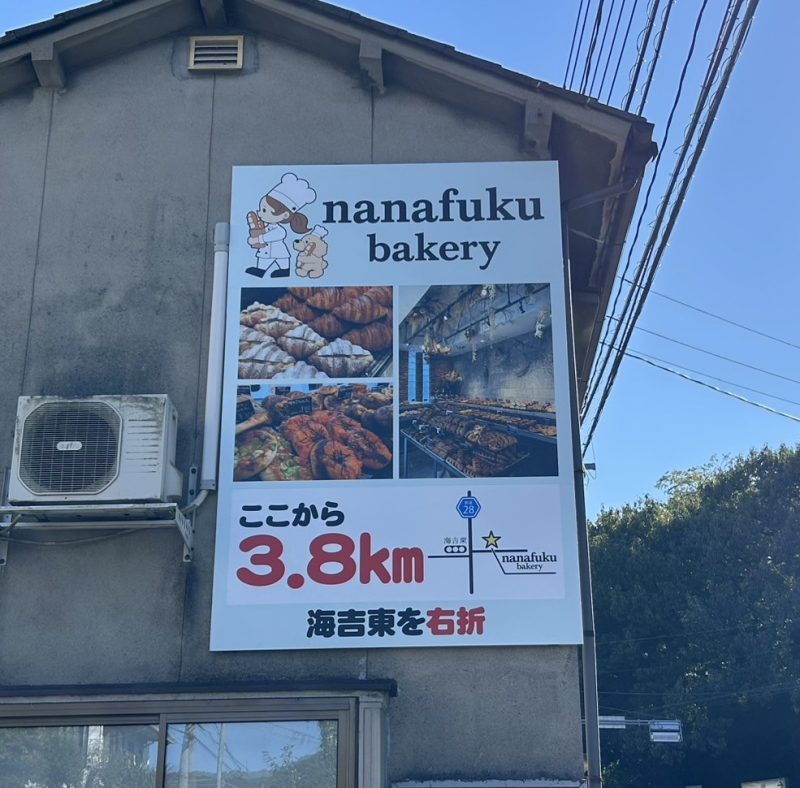 nanafuku
bakery
ここから
3.8km
28
海吉東
nanafuku
bakery
海吉東を右折